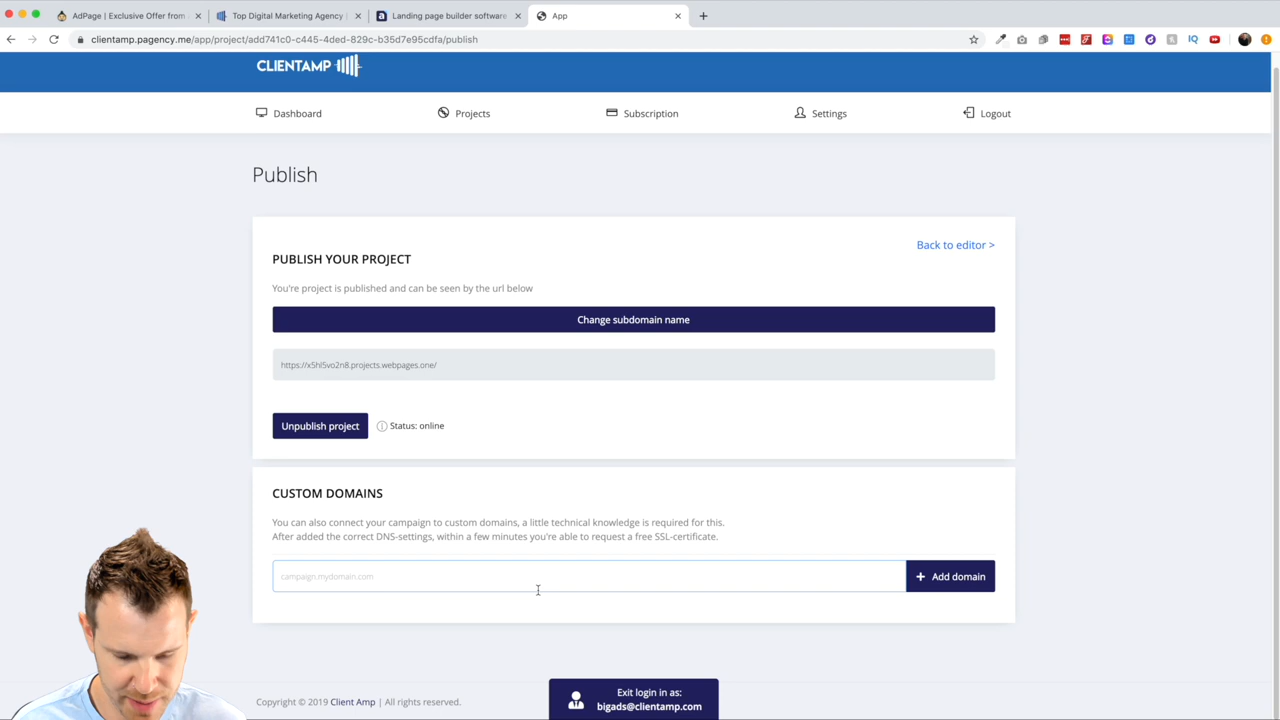 AdPage | Exclusive Offer from
Top Digital Marketing Agency |
Landing page builder software
App
clientamp.pagency.me/app/project/add741c0-c445-4ded-829c-b35d7e95cdfa/publish
CLIENTAMP
Dashboard
Projects
Subscription
Settings
Logout
Publish
Back to editor >
PUBLISH YOUR PROJECT
You're project is published and can be seen by the url below
Change subdomain name
https://x5hl5vo2n8.projects.webpages.one/
Unpublish project
Status: online
CUSTOM DOMAINS
You can also connect your campaign to custom domains, a little technical knowledge is required for this.
After added the correct DNS-settings, within a few minutes you're able to request a free SSL-certificate.
campaign.mydomain.com
+ Add domain
Exit login in as:
bigads@clientamp.com
Copyright © 2019 Client Amp | All rights reserved.